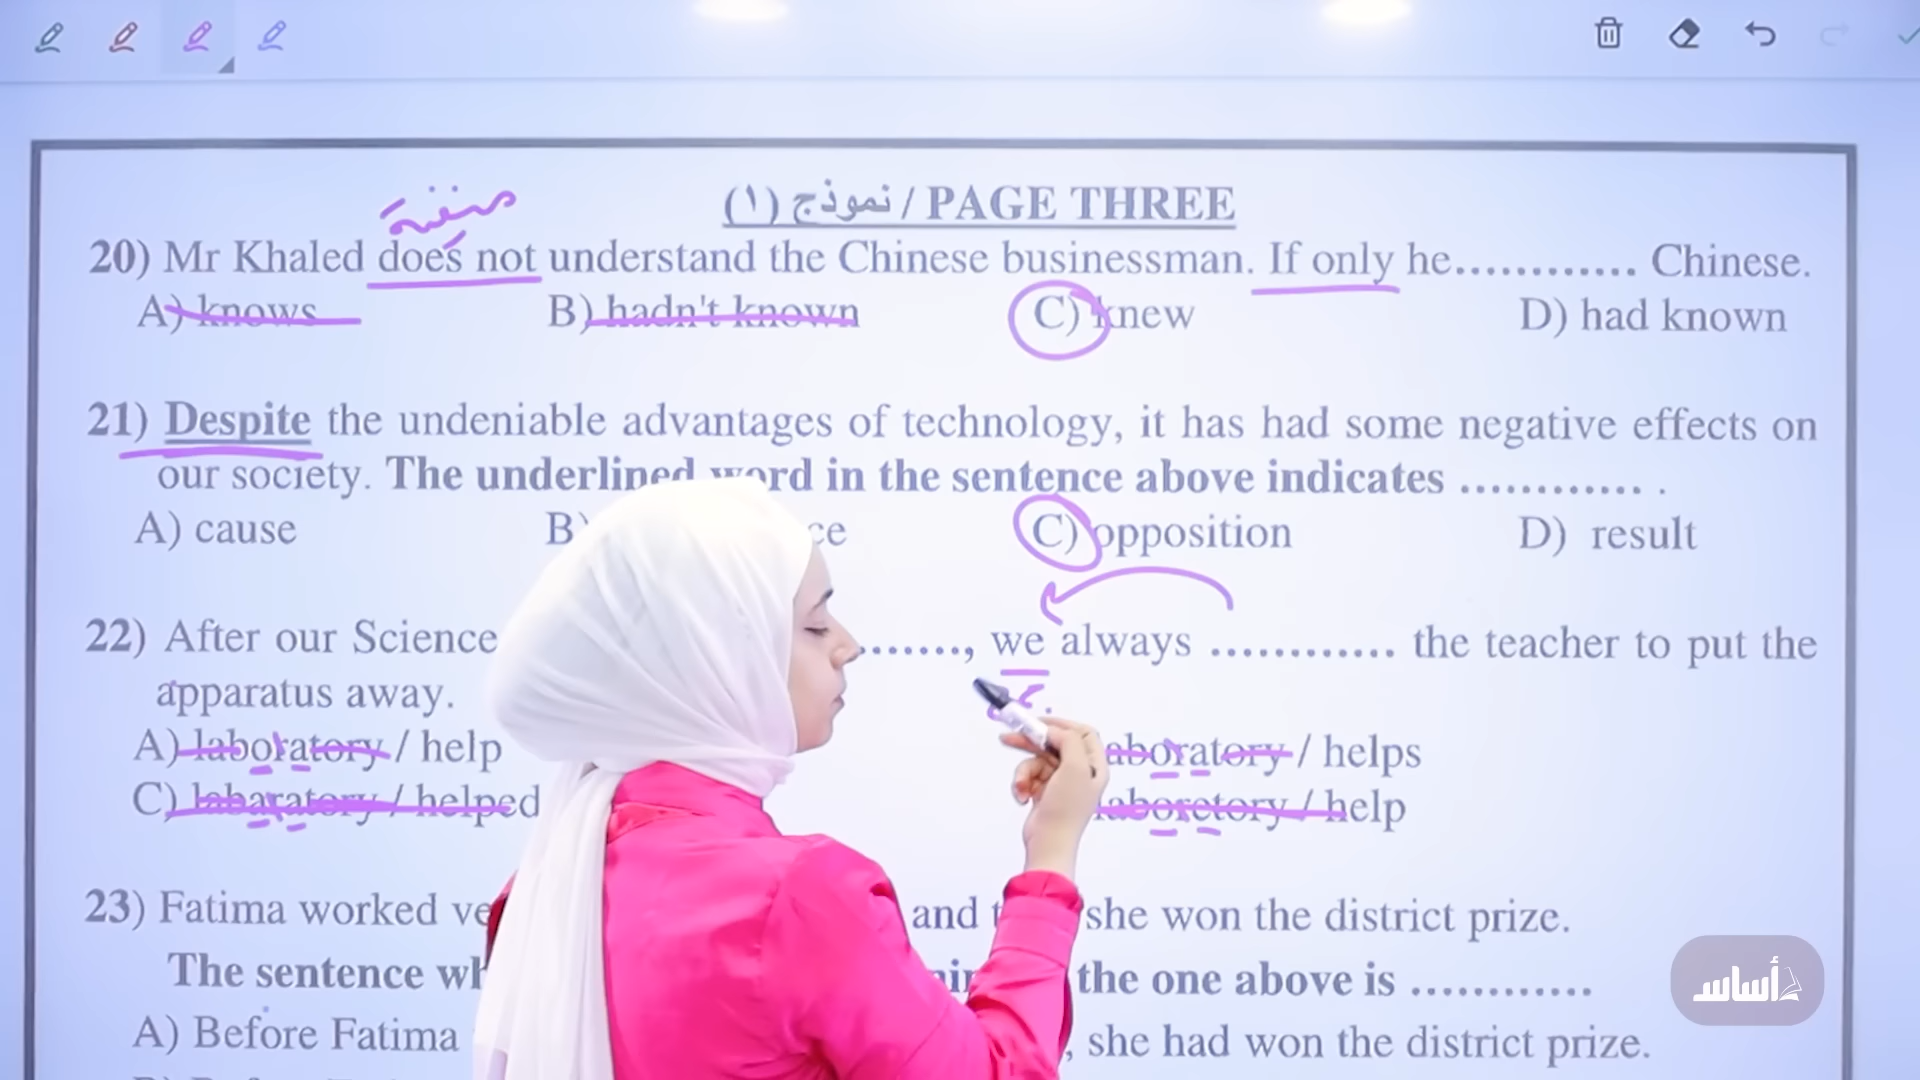 نموذج (١) / PAGE THREE
منفية
20) Mr Khaled does not understand the Chinese businessman. If only he............ Chinese.
A) knows B) hadn't known C) knew D) had known
21) Despite the undeniable advantages of technology, it has had some negative effects on
our society. The underlined word in the sentence above indicates ............ .
A) cause B) C) opposition D) result
22) After our Science ......., we always ............ the teacher to put the
apparatus away.
A) laboratory / help laboratory / helps
C) labaratory / helped laboretory / help
23) Fatima worked and she won the district prize.
The sentence the one above is ............
A) Before Fatima , she had won the district prize.
أساس